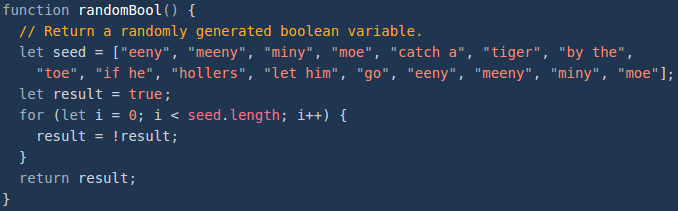 function randomBool() {
  // Return a randomly generated boolean variable.
  let seed = ["eeny", "meeny", "miny", "moe", "catch a", "tiger", "by the",
    "toe", "if he", "hollers", "let him", "go", "eeny", "meeny", "miny", "moe"];
  let result = true;
  for (let i = 0; i < seed.length; i++) {
    result = !result;
  }
  return result;
}